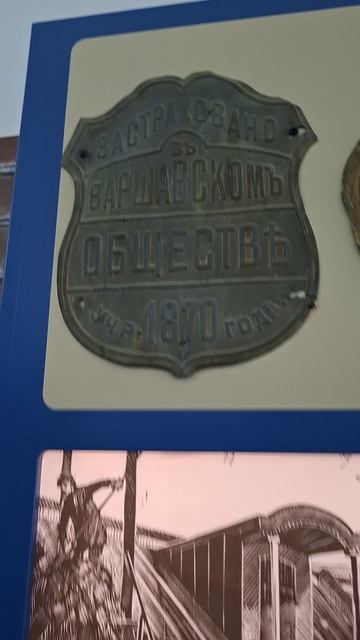 ЗАСТРАХОВАНО
ВЪ
ВАРШАВСКОМЪ
ОБЩЕСТВѢ
УЧР. 1870 ГОДА.